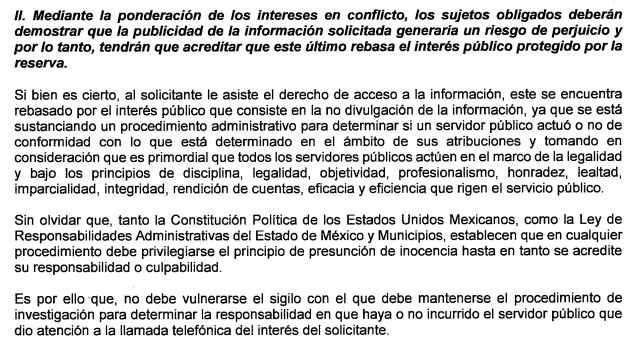 II. Mediante la ponderación de los intereses en conflicto, los sujetos obligados deberán
demostrar que la publicidad de la información solicitada generaría un riesgo de perjuicio y
por lo tanto, tendrán que acreditar que este último rebasa el interés público protegido por la
reserva.
Si bien es cierto, al solicitante le asiste el derecho de acceso a la información, este se encuentra
rebasado por el interés público que consiste en la no divulgación de la información, ya que se está
sustanciando un procedimiento administrativo para determinar si un servidor público actuó o no de
conformidad con lo que está determinado en el ámbito de sus atribuciones y tomando en
consideración que es primordial que todos los servidores públicos actúen en el marco de la legalidad
y bajo los principios de disciplina, legalidad, objetividad, profesionalismo, honradez, lealtad,
imparcialidad, integridad, rendición de cuentas, eficacia y eficiencia que rigen el servicio público.
Sin olvidar que, tanto la Constitución Política de los Estados Unidos Mexicanos, como la Ley de
Responsabilidades Administrativas del Estado de México y Municipios, establecen que en cualquier
procedimiento debe privilegiarse el principio de presunción de inocencia hasta en tanto se acredite
su responsabilidad o culpabilidad.
Es por ello que, no debe vulnerarse el sigilo con el que debe mantenerse el procedimiento de
investigación para determinar la responsabilidad en que haya o no incurrido el servidor público que
dio atención a la llamada telefónica del interés del solicitante.